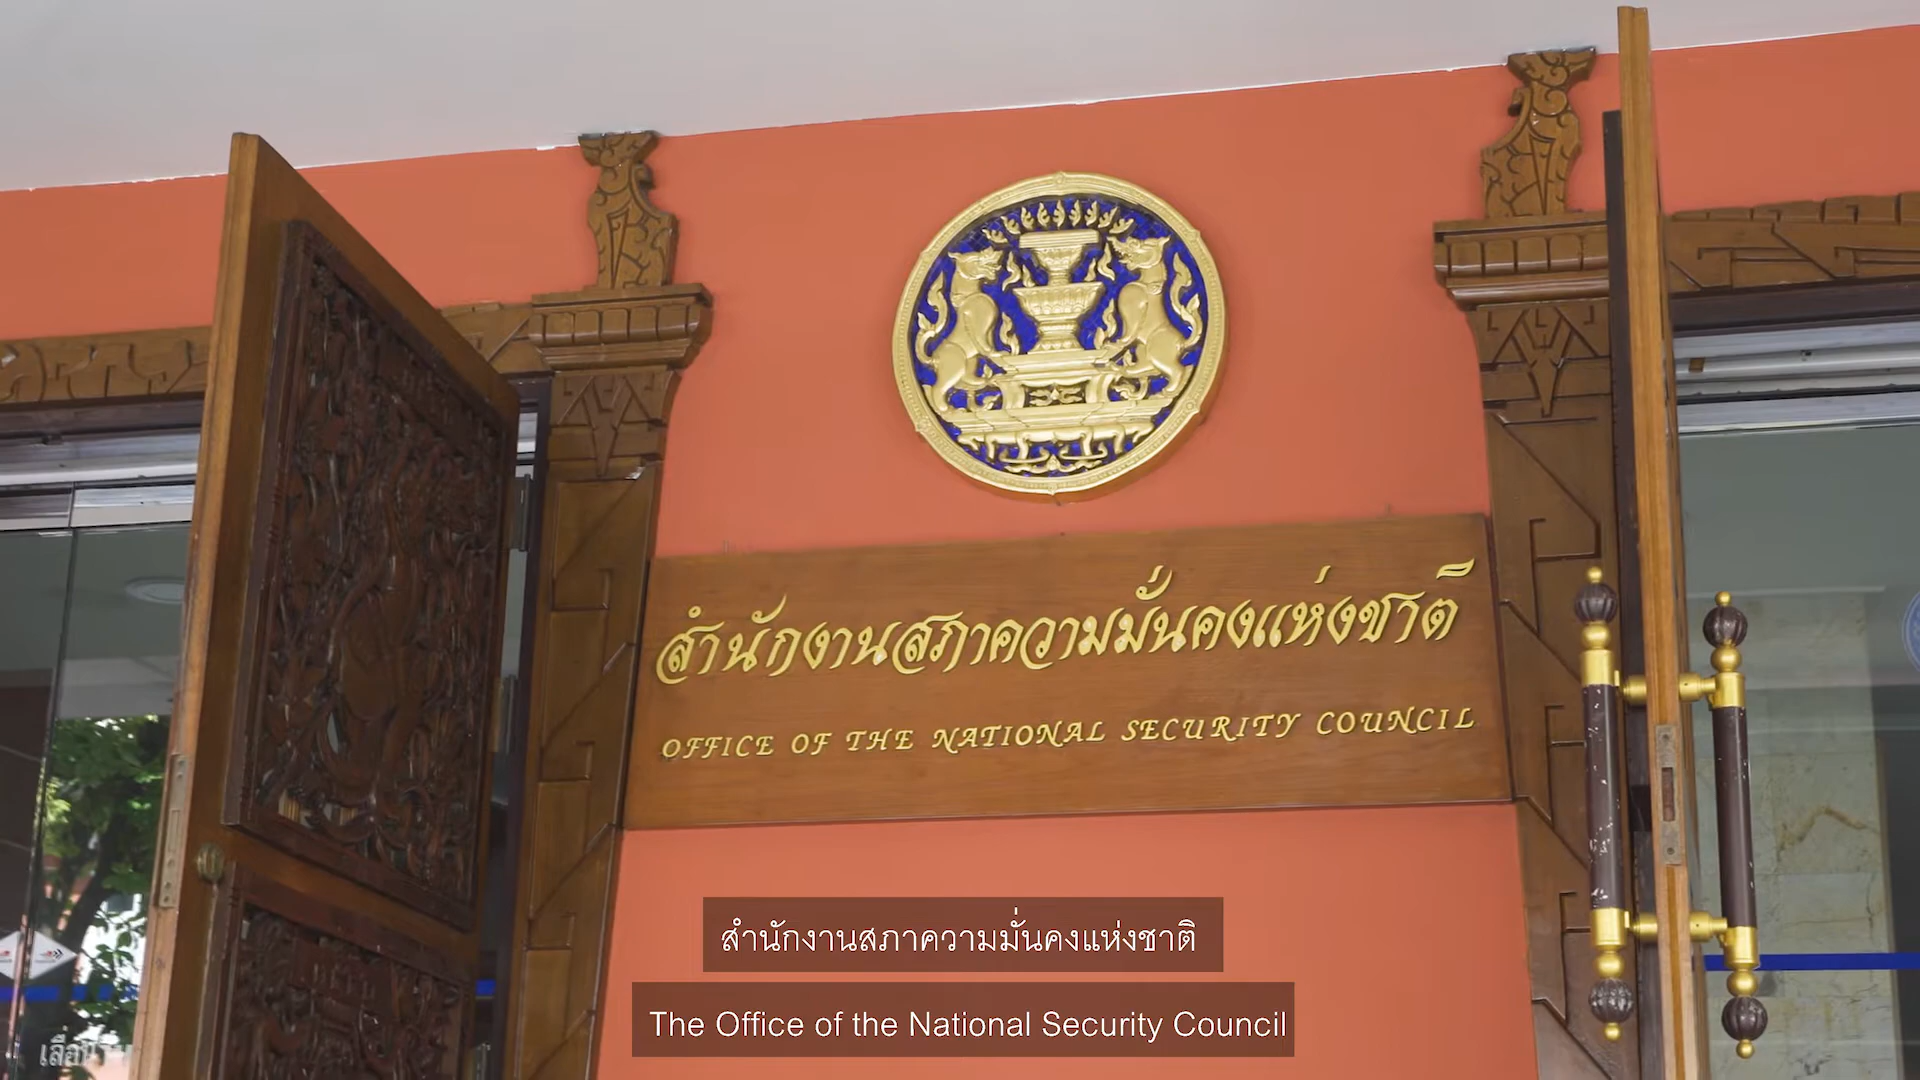 สำนักงานสภาความมั่นคงแห่งชาติ
OFFICE OF THE NATIONAL SECURITY COUNCIL
สำนักงานสภาความมั่นคงแห่งชาติ
The Office of the National Security Council